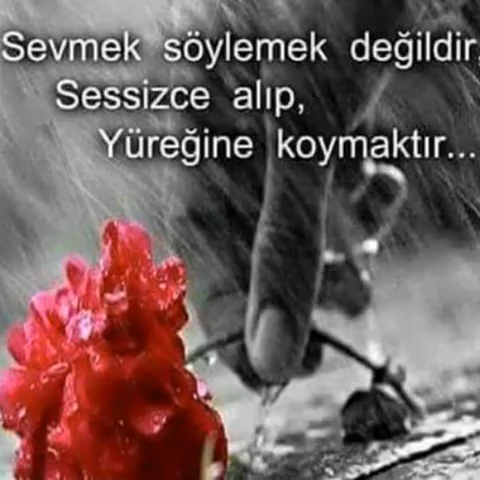 Sevmek söylemek değildir,
Sessizce alıp,
Yüreğine koymaktır...